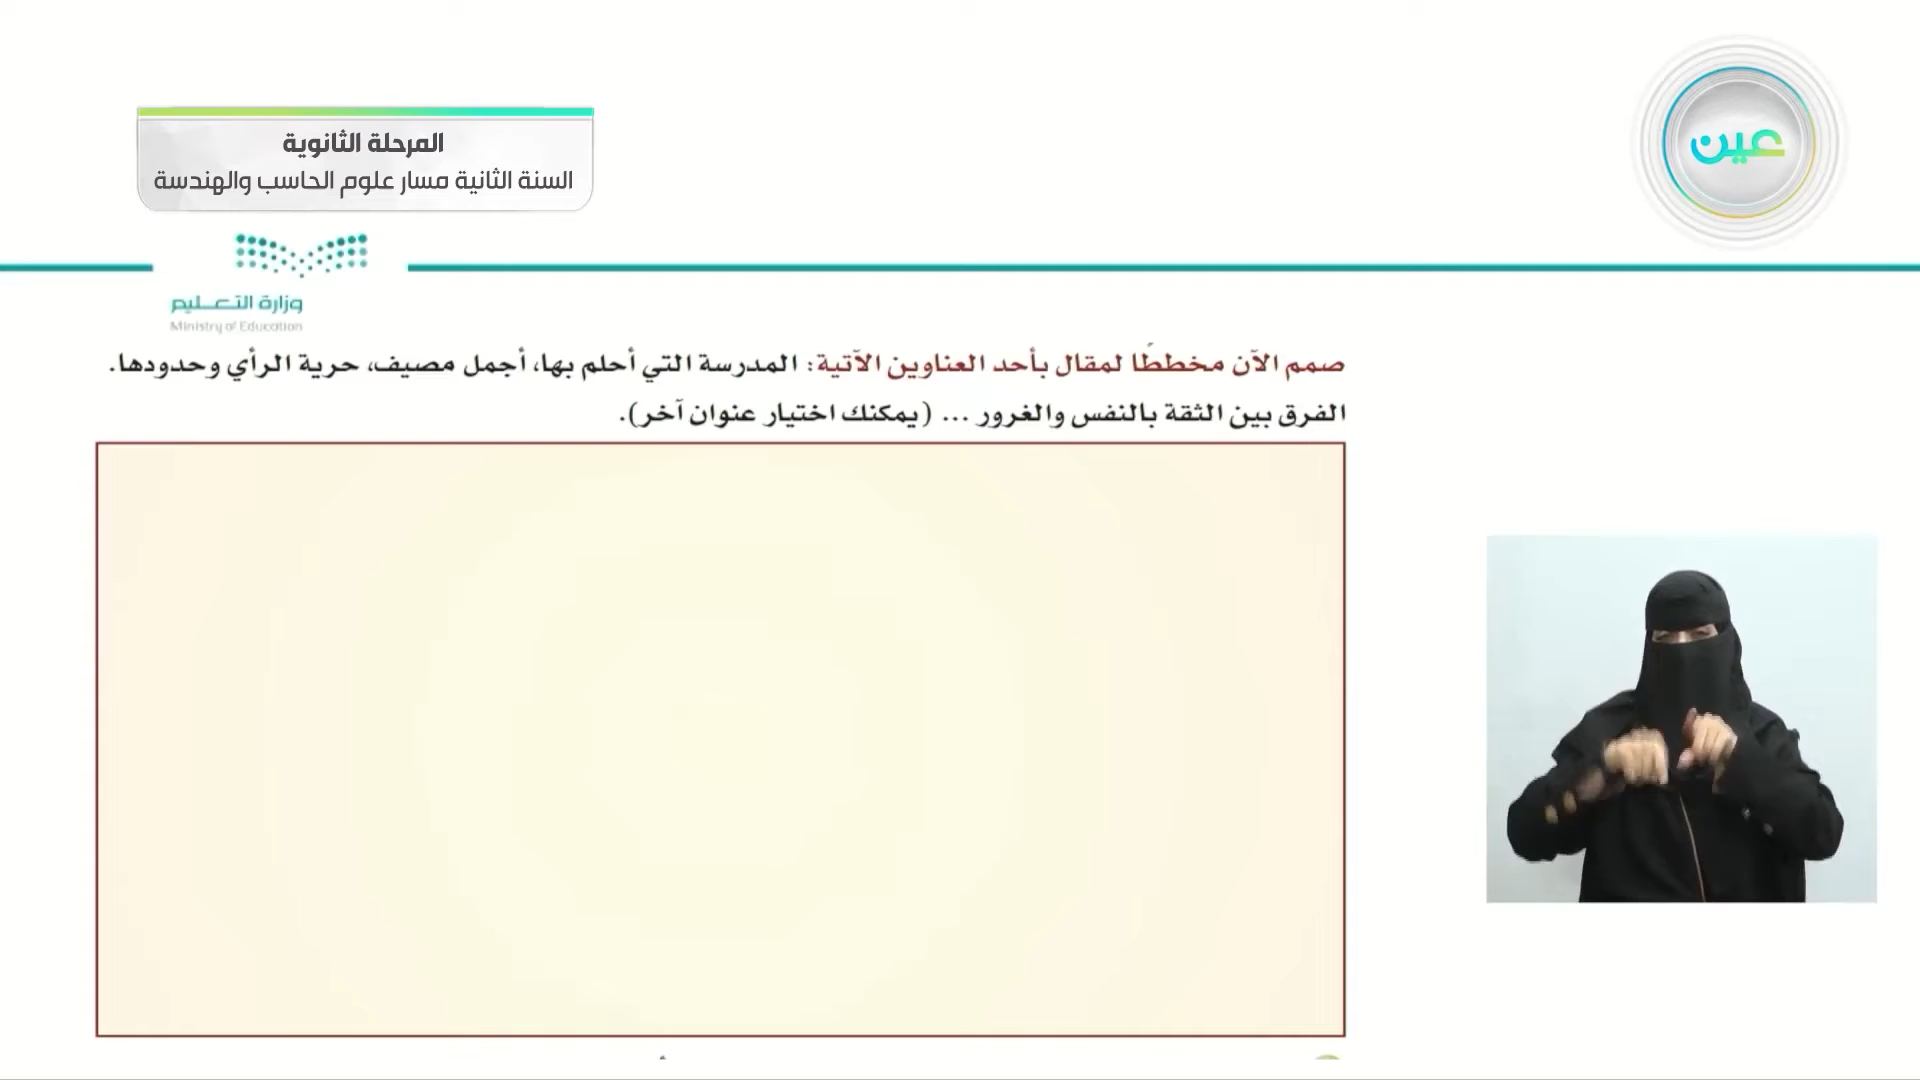 المرحلة الثانوية
السنة الثانية مسار علوم الحاسب والهندسة
عين
وزارة التعليم
Ministry of Education
صمم الآن مخططًا لمقال بأحد العناوين الآتية: المدرسة التي أحلم بها، أجمل مصيف، حرية الرأي وحدودها.
الفرق بين الثقة بالنفس والغرور ... (يمكنك اختيار عنوان آخر).